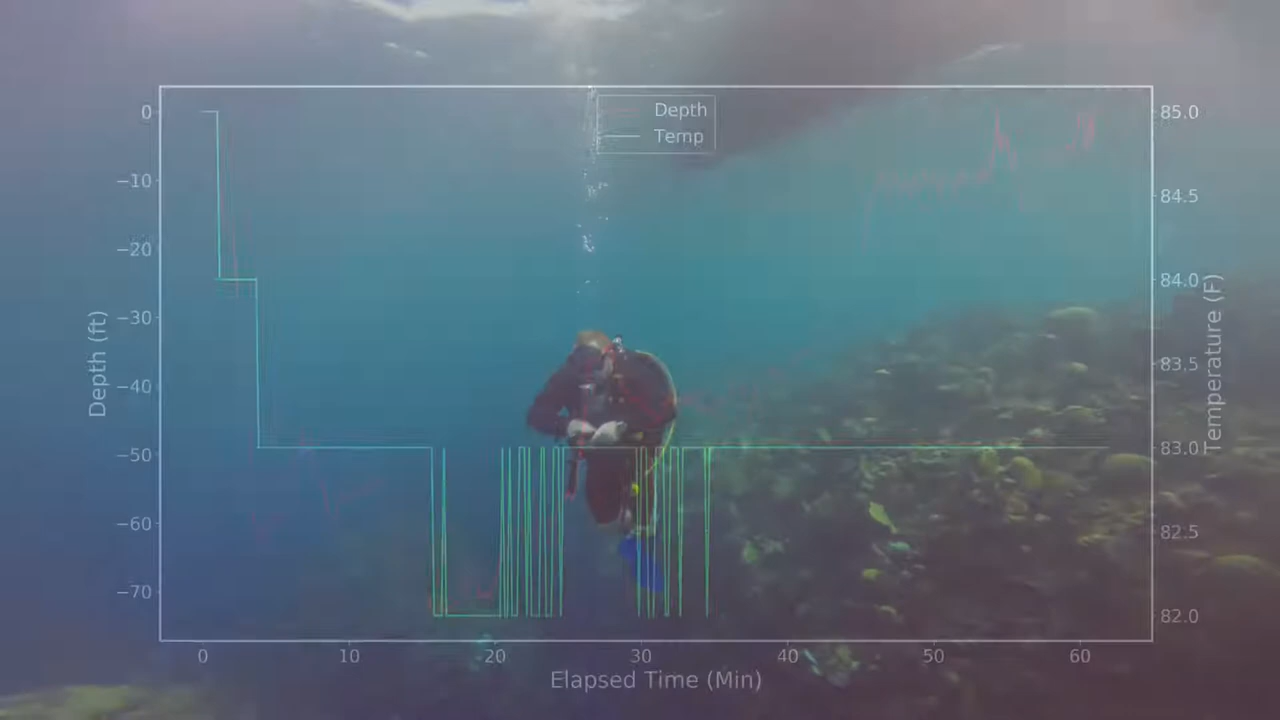 Depth
Temp
0
−10
−20
−30
−40
−50
−60
−70
Depth (ft)
85.0
84.5
84.0
83.5
83.0
82.5
82.0
Temperature (F)
0 10 20 30 40 50 60
Elapsed Time (Min)